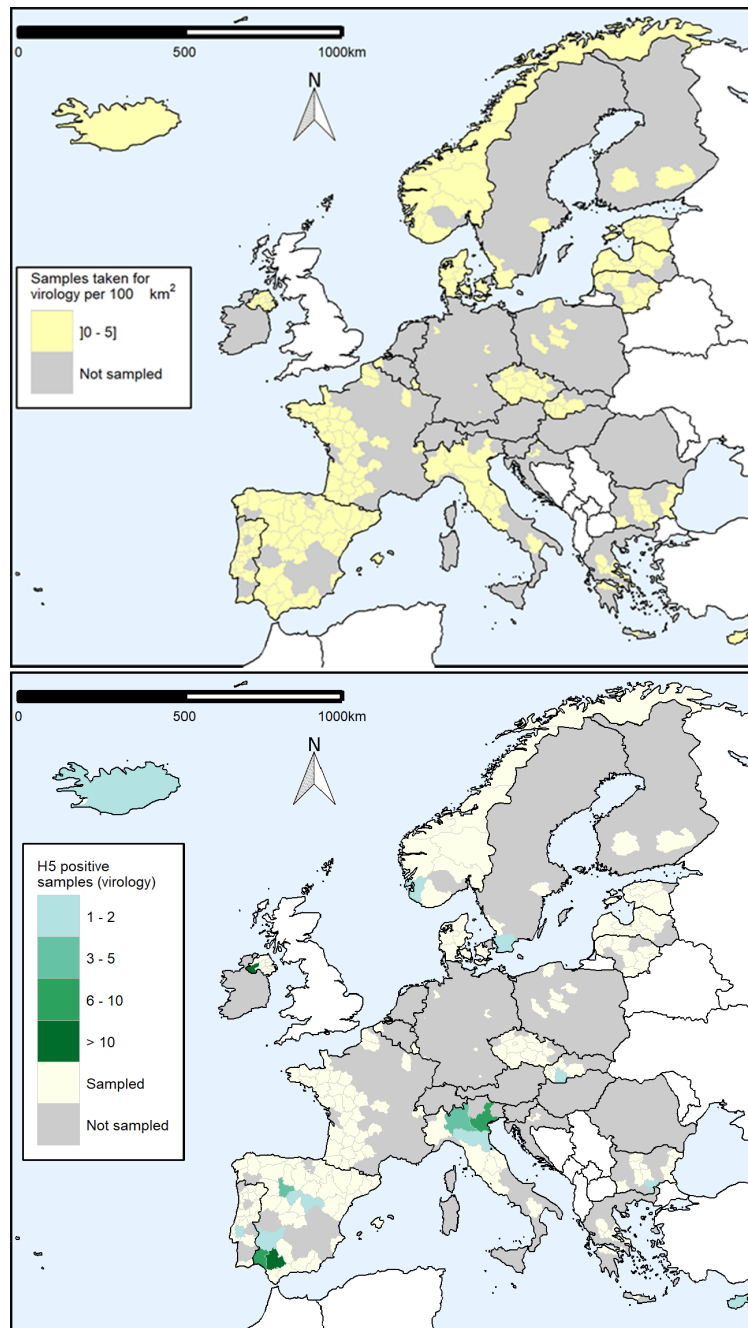 0 500 1000km
N
Samples taken for
virology per 100 km2
]0 - 5]
Not sampled
0 500 1000km
N
H5 positive
samples (virology)
1 - 2
3 - 5
6 - 10
> 10
Sampled
Not sampled